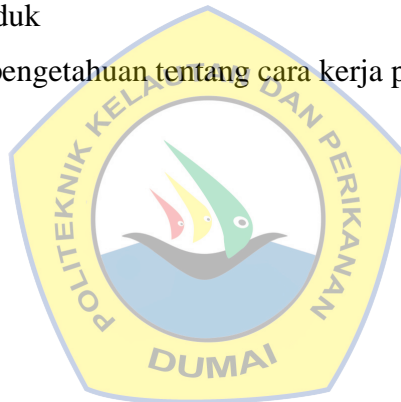 duk
pengetahuan tentang cara kerja p
POLITEKNIK KELAUTAN DAN PERIKANAN
DUMAI